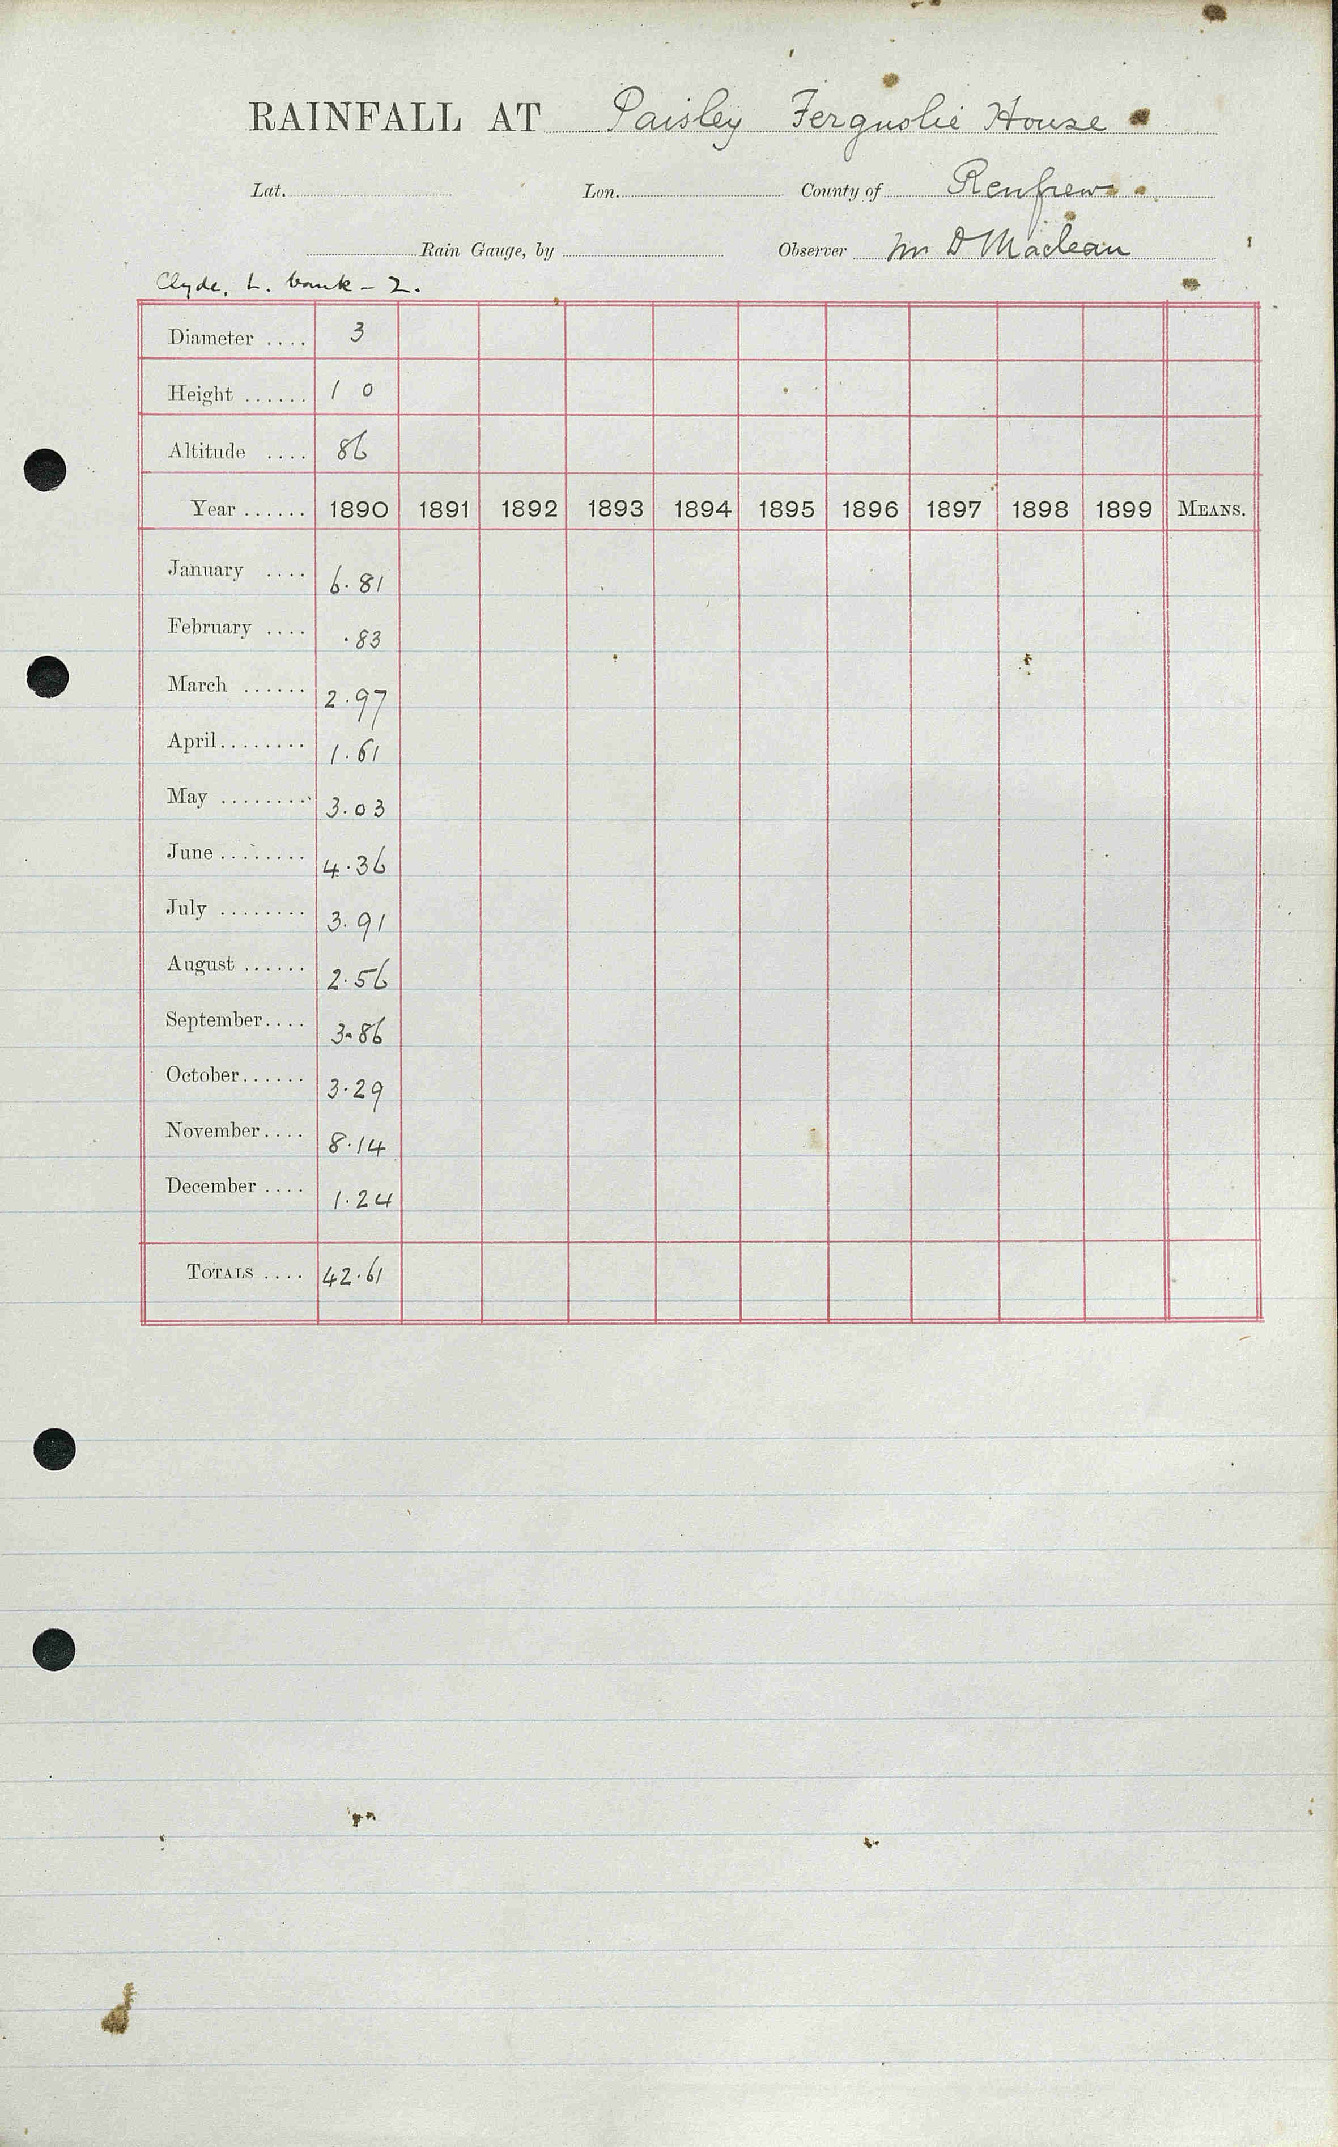 RAINFALL AT Paisley Ferguslie House
Lat. Lon. County of Renfrew
Rain Gauge, by Observer Mr D Maclean
Clyde, L. bank - 2.
Diameter .... 3
Height ...... 1 0
Altitude .... 86
Year ...... 1890 1891 1892 1893 1894 1895 1896 1897 1898 1899 MEANS.
January .... 6.81
February .... .83
March ...... 2.97
April........ 1.61
May ........ 3.03
June ........ 4.36
July ........ 3.91
August ...... 2.56
September.... 3.86
October...... 3.29
November.... 8.14
December .... 1.24
TOTALS .... 42.61